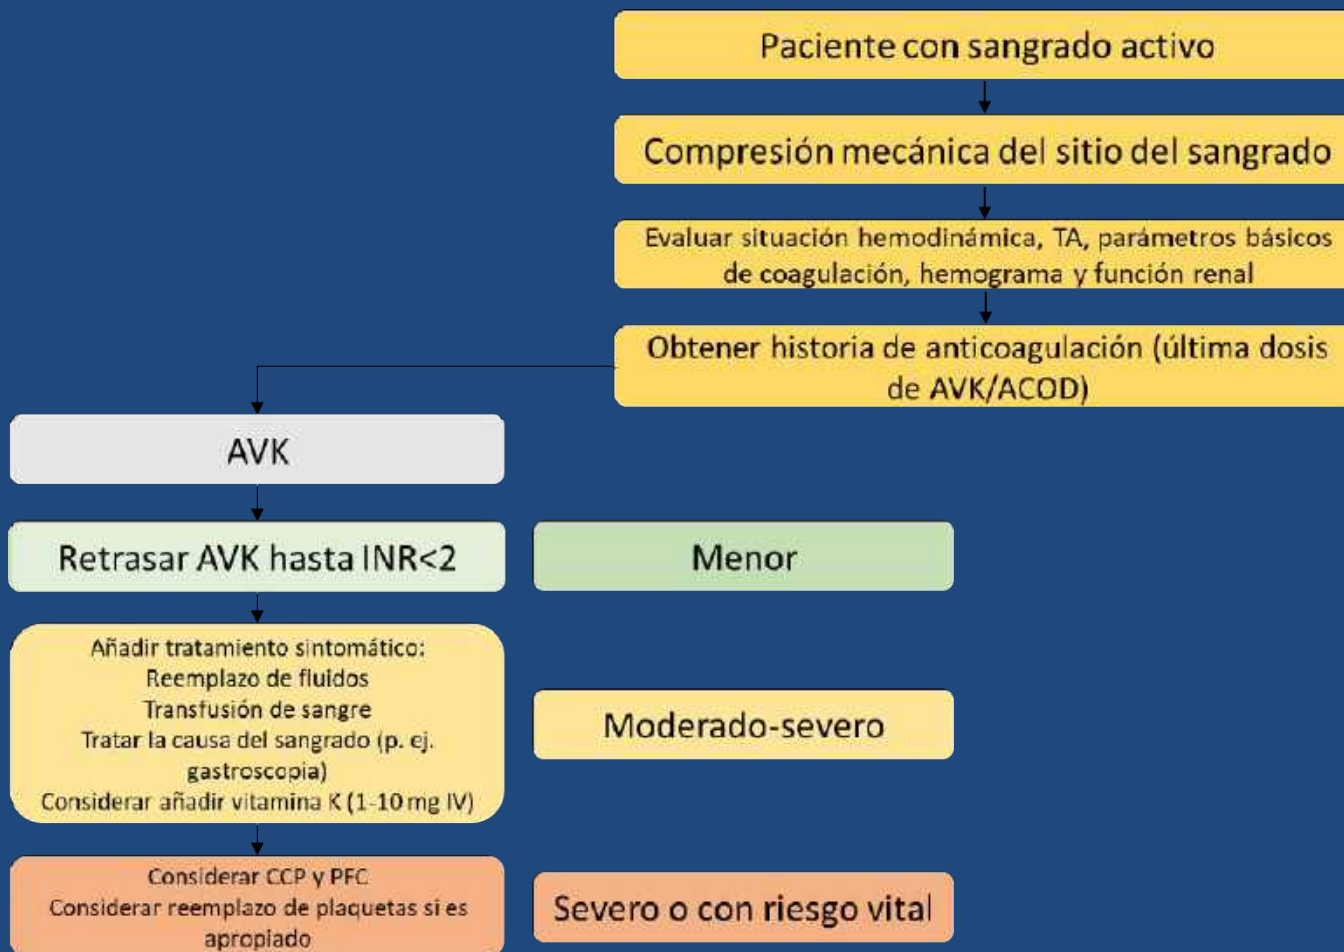 Paciente con sangrado activo
Compresión mecánica del sitio del sangrado
Evaluar situación hemodinámica, TA, parámetros básicos
de coagulación, hemograma y función renal
Obtener historia de anticoagulación (última dosis
de AVK/ACOD)
AVK
Retrasar AVK hasta INR<2
Menor
Añadir tratamiento sintomático:
Reemplazo de fluidos
Transfusión de sangre
Tratar la causa del sangrado (p. ej.
gastroscopia)
Considerar añadir vitamina K (1-10 mg IV)
Moderado-severo
Considerar CCP y PFC
Considerar reemplazo de plaquetas si es
apropiado
Severo o con riesgo vital